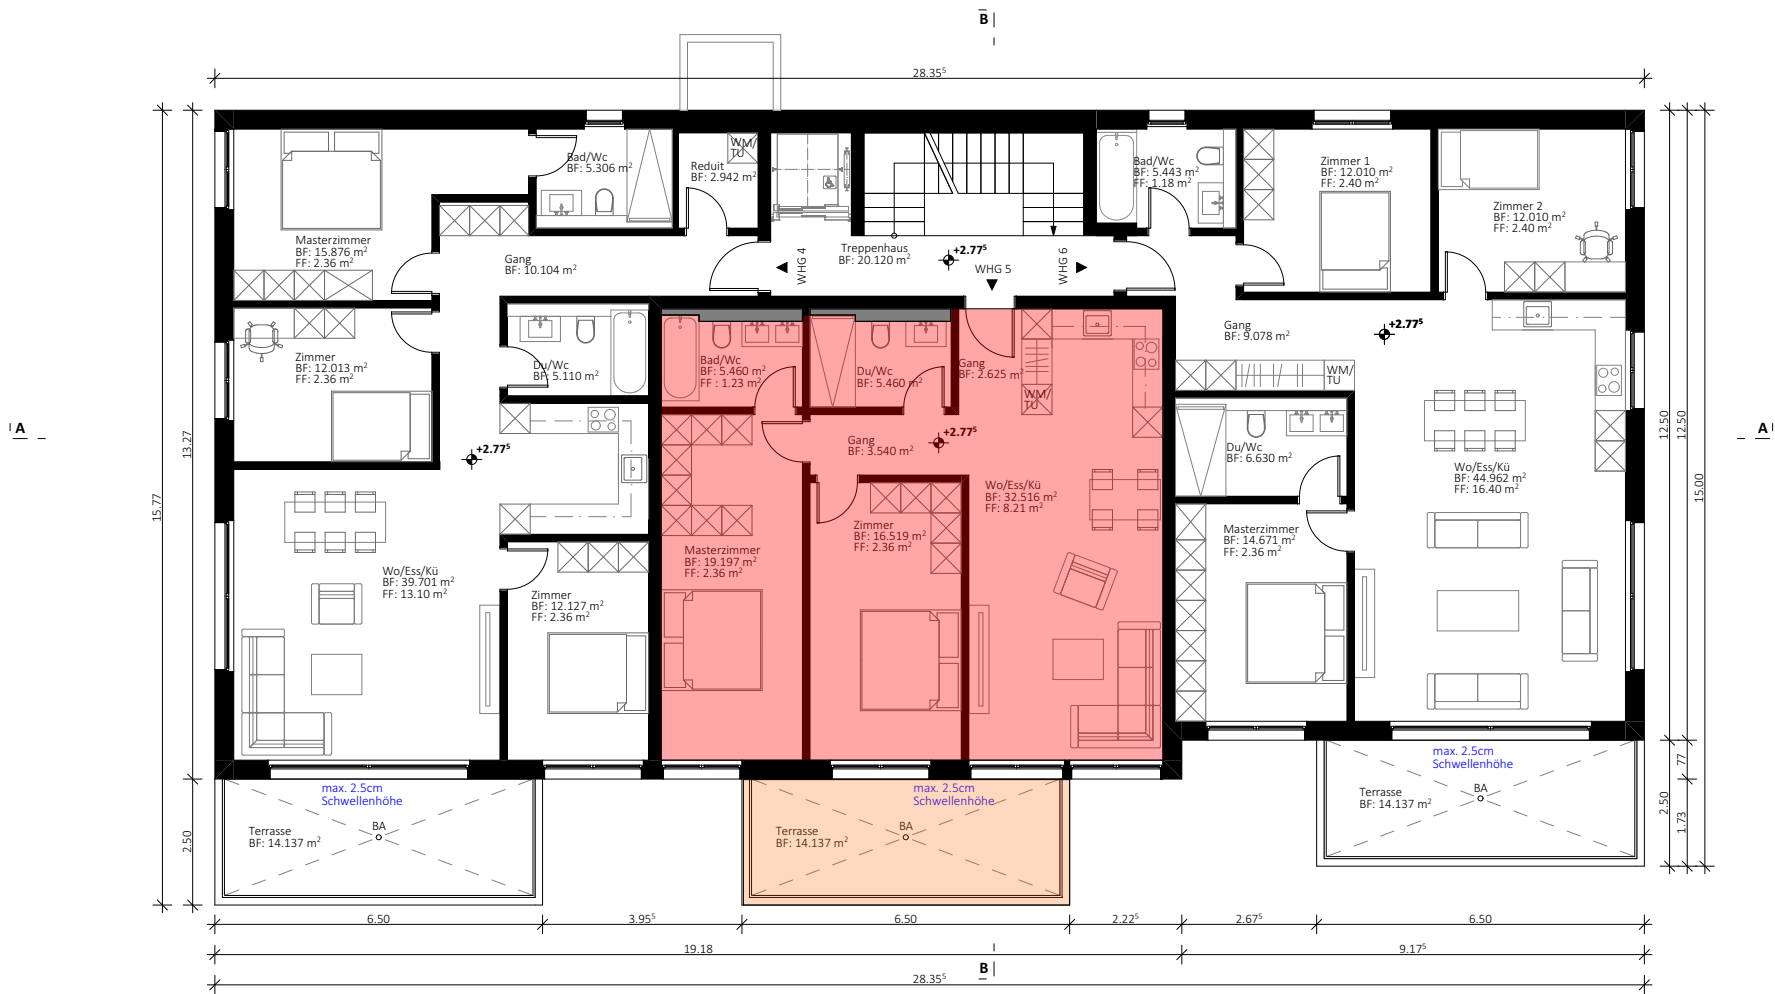 B
28.35⁵
Bad/Wc
BF: 5.306 m²
Reduit
BF: 2.942 m²
WM/
TU
Bad/Wc
BF: 5.443 m²
FF: 1.18 m²
Zimmer 1
BF: 12.010 m²
FF: 2.40 m²
Zimmer 2
BF: 12.010 m²
FF: 2.40 m²
Masterzimmer
BF: 15.876 m²
FF: 2.36 m²
Gang
BF: 10.104 m²
WHG 4
Treppenhaus
BF: 20.120 m²
+2.77⁵
WHG 5
WHG 6
Zimmer
BF: 12.013 m²
FF: 2.36 m²
Du/Wc
BF: 5.110 m²
Bad/Wc
BF: 5.460 m²
FF : 1.23 m²
Du/Wc
BF: 5.460 m²
Gang
BF: 2.625 m²
WM/
TU
Gang
BF: 9.078 m²
+2.77⁵
WM/
TU
A
A
13.27
15.77
+2.77⁵
Gang
BF: 3.540 m²
+2.77⁵
Du/Wc
BF: 6.630 m²
Wo/Ess/Kü
BF: 44.962 m²
FF: 16.40 m²
12.50
12.50
15.00
Wo/Ess/Kü
BF: 32.516 m²
FF: 8.21 m²
Zimmer
BF: 16.519 m²
FF: 2.36 m²
Masterzimmer
BF: 19.197 m²
FF: 2.36 m²
Masterzimmer
BF: 14.671 m²
FF: 2.36 m²
Wo/Ess/Kü
BF: 39.701 m²
FF: 13.10 m²
Zimmer
BF: 12.127 m²
FF: 2.36 m²
max. 2.5cm
Schwellenhöhe
Terrasse
BF: 14.137 m²
BA
max. 2.5cm
Schwellenhöhe
Terrasse
BF: 14.137 m²
BA
max. 2.5cm
Schwellenhöhe
Terrasse
BF: 14.137 m²
BA
2.50
2.50
77
1.73
6.50
3.95⁵
6.50
2.22⁵
2.67⁵
6.50
19.18
9.17⁵
B
28.35⁵